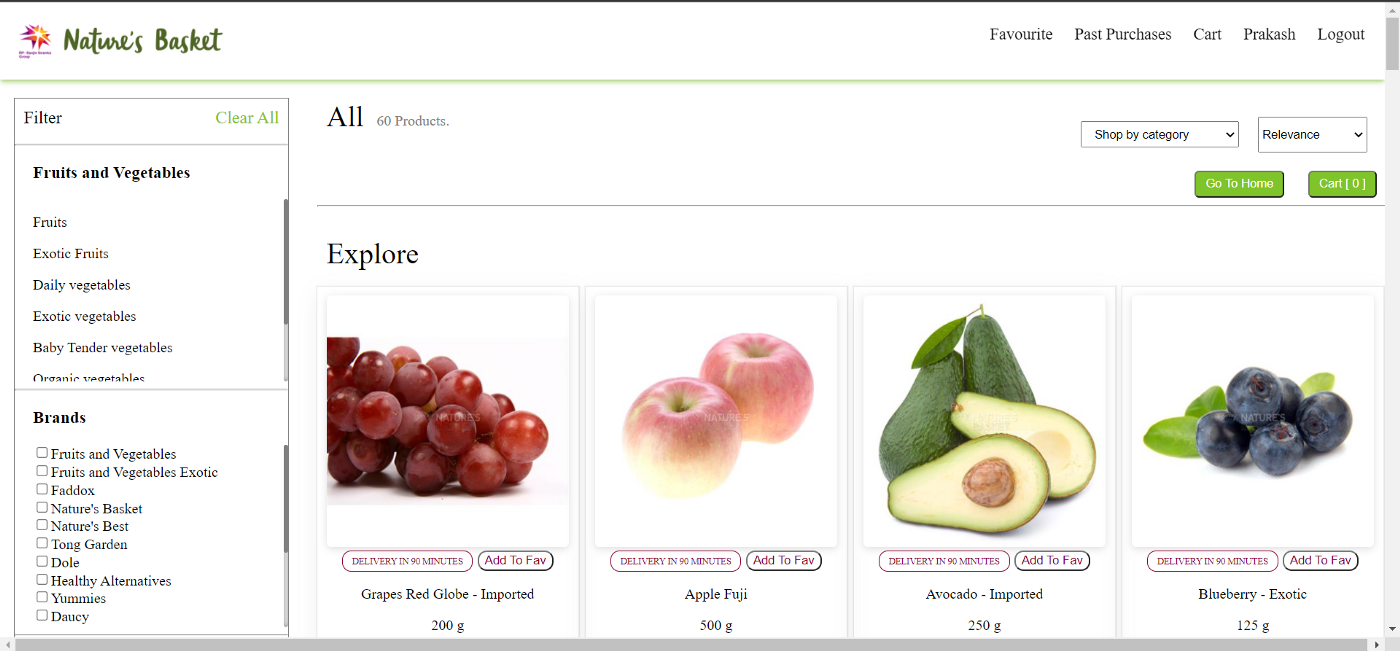 Nature's Basket
Favourite Past Purchases Cart Prakash Logout
Filter Clear All
Fruits and Vegetables
Fruits
Exotic Fruits
Daily vegetables
Exotic vegetables
Baby Tender vegetables
Organic vegetables
Brands
Fruits and Vegetables
Fruits and Vegetables Exotic
Faddox
Nature's Basket
Nature's Best
Tong Garden
Dole
Healthy Alternatives
Yummies
Daucy
All 60 Products.
Shop by category Relevance
Go To Home Cart [ 0 ]
Explore
NATURE'S NATURE'S NATURE'S
DELIVERY IN 90 MINUTES Add To Fav DELIVERY IN 90 MINUTES Add To Fav DELIVERY IN 90 MINUTES Add To Fav DELIVERY IN 90 MINUTES Add To Fav
Grapes Red Globe - Imported Apple Fuji Avocado - Imported Blueberry - Exotic
200 g 500 g 250 g 125 g